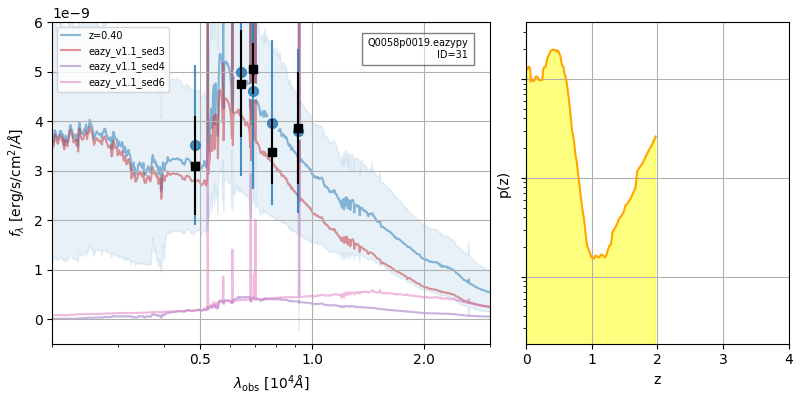 1e−9
6
5
4
3
2
1
0
f_λ [erg/s/cm²/Å]
z=0.40
eazy_v1.1_sed3
eazy_v1.1_sed4
eazy_v1.1_sed6
Q0058p0019.eazypy
ID=31
0.5 1.0 2.0
λ_obs [10⁴Å]
p(z)
0 1 2 3 4
z